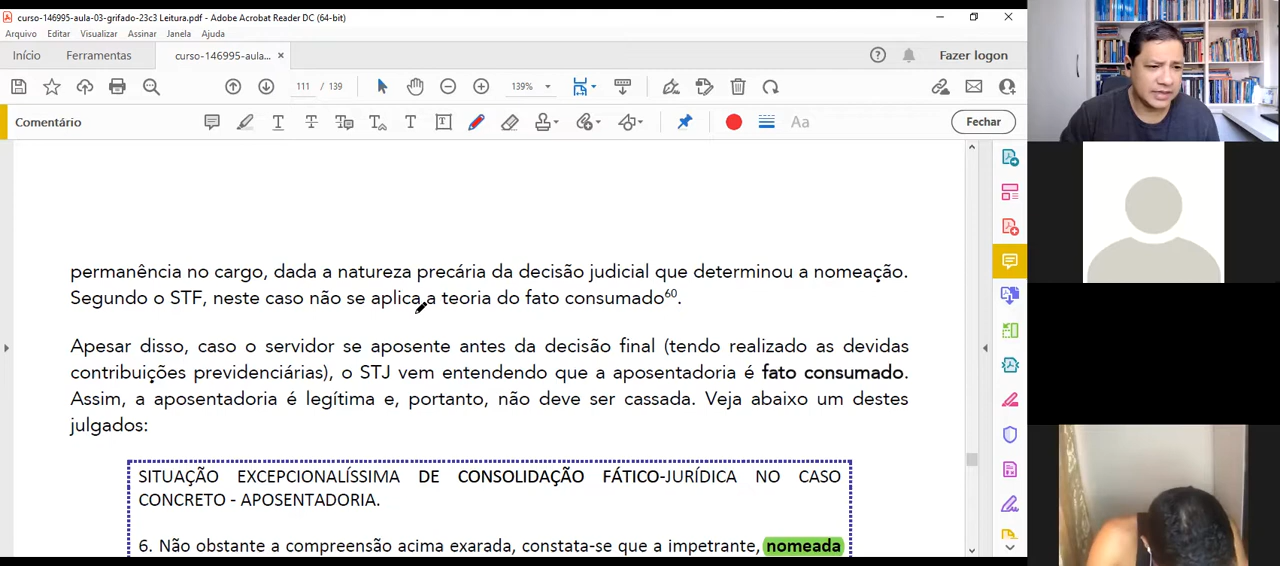 curso-146995-aula-03-grifado-23c3 Leitura.pdf - Adobe Acrobat Reader DC (64-bit)
Arquivo Editar Visualizar Assinar Janela Ajuda
Início Ferramentas curso-146995-aula... × Fazer logon
111 / 139 139%
Comentário Fechar
permanência no cargo, dada a natureza precária da decisão judicial que determinou a nomeação.
Segundo o STF, neste caso não se aplica a teoria do fato consumado60.
Apesar disso, caso o servidor se aposente antes da decisão final (tendo realizado as devidas
contribuições previdenciárias), o STJ vem entendendo que a aposentadoria é fato consumado.
Assim, a aposentadoria é legítima e, portanto, não deve ser cassada. Veja abaixo um destes
julgados:
SITUAÇÃO EXCEPCIONALÍSSIMA DE CONSOLIDAÇÃO FÁTICO-JURÍDICA NO CASO
CONCRETO - APOSENTADORIA.
6. Não obstante a compreensão acima exarada, constata-se que a impetrante, nomeada